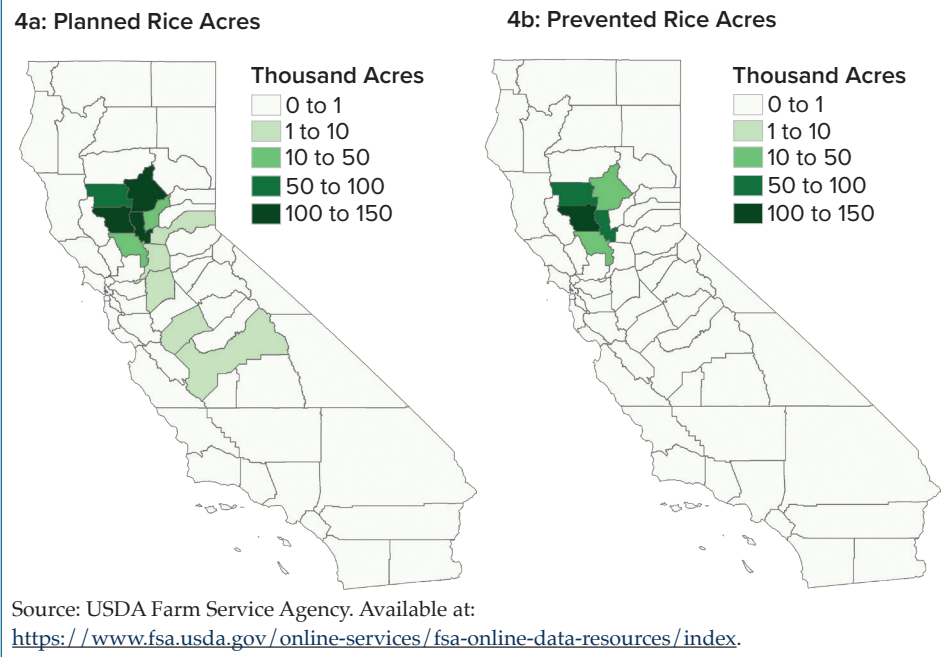 4a: Planned Rice Acres
Thousand Acres
0 to 1
1 to 10
10 to 50
50 to 100
100 to 150
4b: Prevented Rice Acres
Thousand Acres
0 to 1
1 to 10
10 to 50
50 to 100
100 to 150
Source: USDA Farm Service Agency. Available at:
https://www.fsa.usda.gov/online-services/fsa-online-data-resources/index.